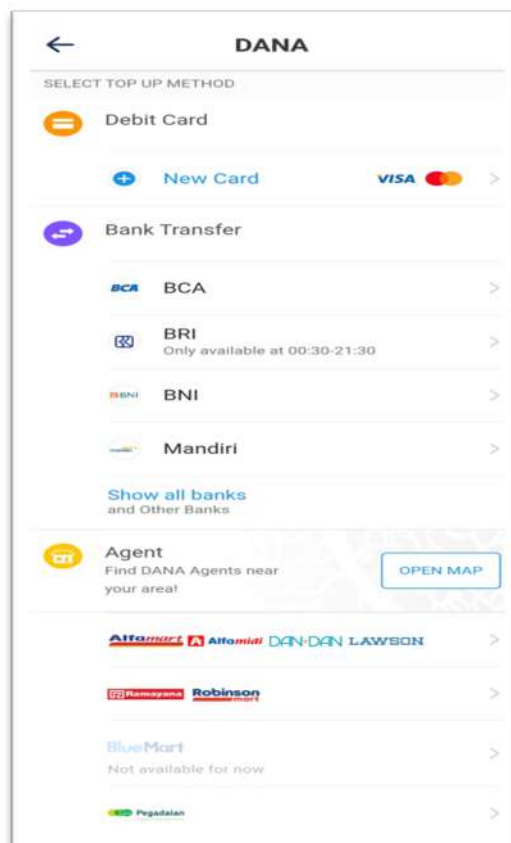 DANA
SELECT TOP UP METHOD
Debit Card
New Card VISA
Bank Transfer
BCA BCA
BRI
Only available at 00:30-21:30
BNI BNI
Mandiri
Show all banks
and Other Banks
Agent
Find DANA Agents near
your area!
OPEN MAP
Alfamart Alfamidi DAN+DAN LAWSON
Ramayana Robinson
mart
BlueMart
Not available for now
Pegadaian